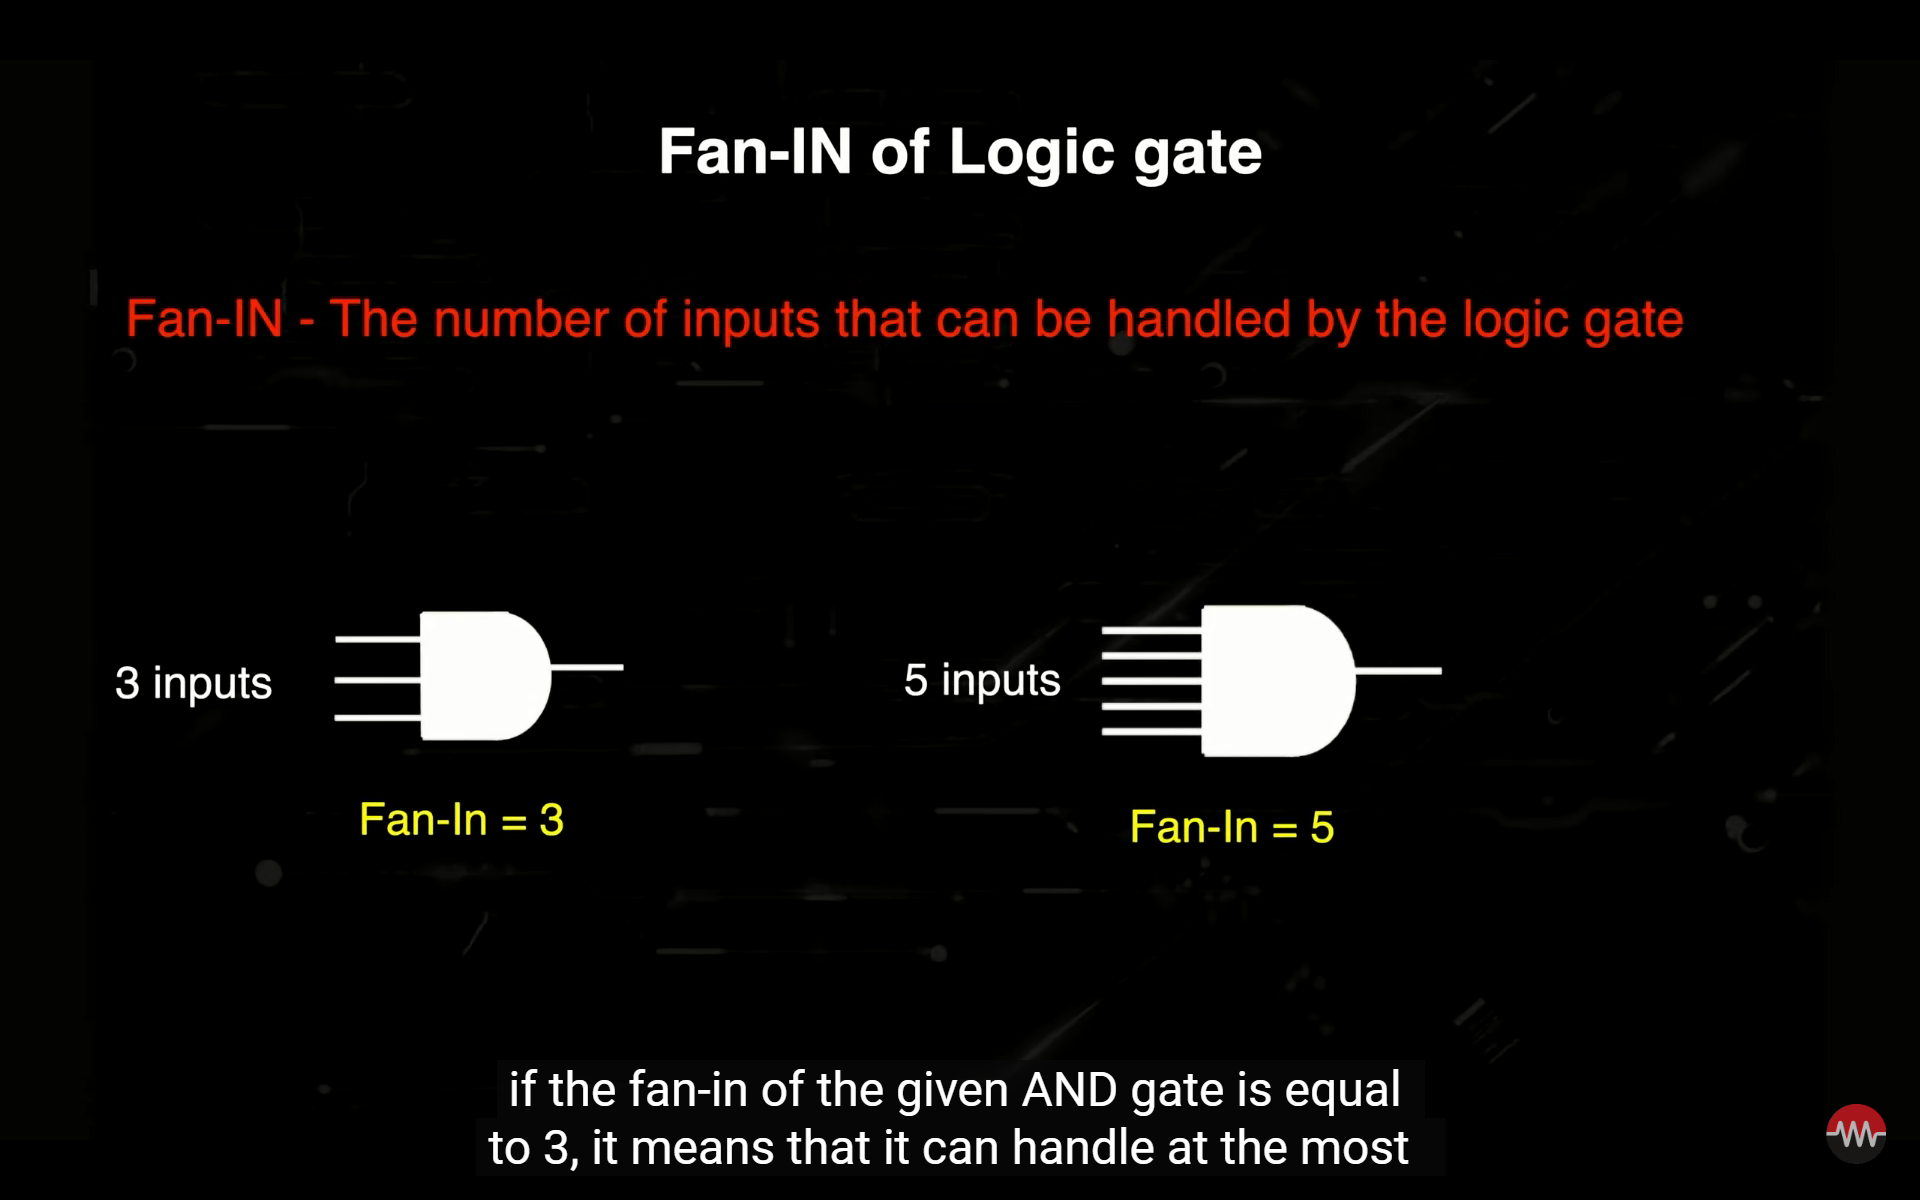 Fan-IN of Logic gate
Fan-IN - The number of inputs that can be handled by the logic gate
3 inputs
5 inputs
Fan-In = 3
Fan-In = 5
if the fan-in of the given AND gate is equal
to 3, it means that it can handle at the most